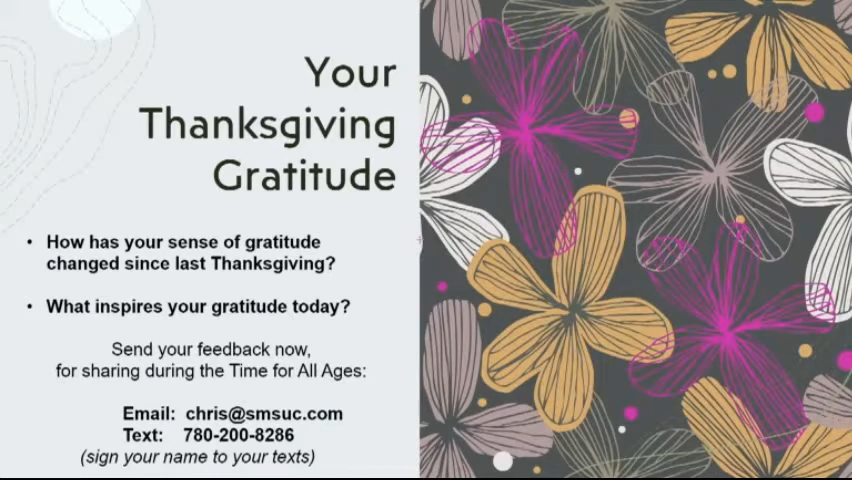 Your
Thanksgiving
Gratitude
• How has your sense of gratitude
changed since last Thanksgiving?
• What inspires your gratitude today?
Send your feedback now,
for sharing during the Time for All Ages:
Email: chris@smsuc.com
Text: 780-200-8286
(sign your name to your texts)